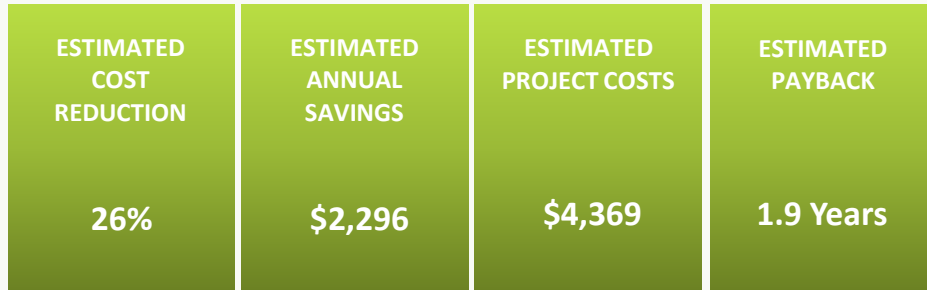 ESTIMATED
COST
REDUCTION
26%
ESTIMATED
ANNUAL
SAVINGS
$2,296
ESTIMATED
PROJECT COSTS
$4,369
ESTIMATED
PAYBACK
1.9 Years